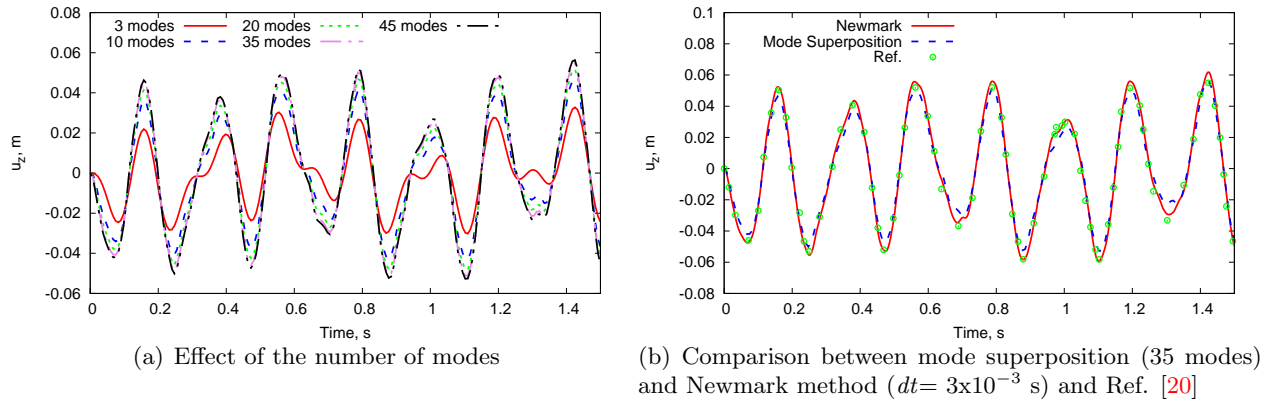 3 modes
10 modes
20 modes
35 modes
45 modes
0.08
0.06
0.04
0.02
0
-0.02
-0.04
-0.06
u_z, m
0 0.2 0.4 0.6 0.8 1 1.2 1.4
Time, s
(a) Effect of the number of modes
Newmark
Mode Superposition
Ref.
0.1
0.08
0.06
0.04
0.02
0
-0.02
-0.04
-0.06
-0.08
u_z, m
0 0.2 0.4 0.6 0.8 1 1.2 1.4
Time, s
(b) Comparison between mode superposition (35 modes)
and Newmark method (dt= 3x10⁻³ s) and Ref. [20]